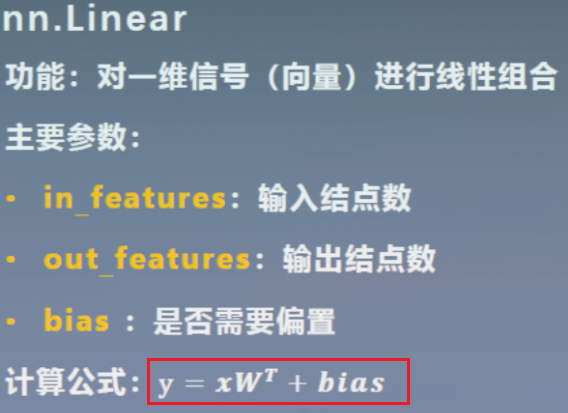 nn.Linear
功能：对一维信号（向量）进行线性组合
主要参数：
• in_features：输入结点数
• out_features：输出结点数
• bias ：是否需要偏置
计算公式：y = xWᵀ + bias